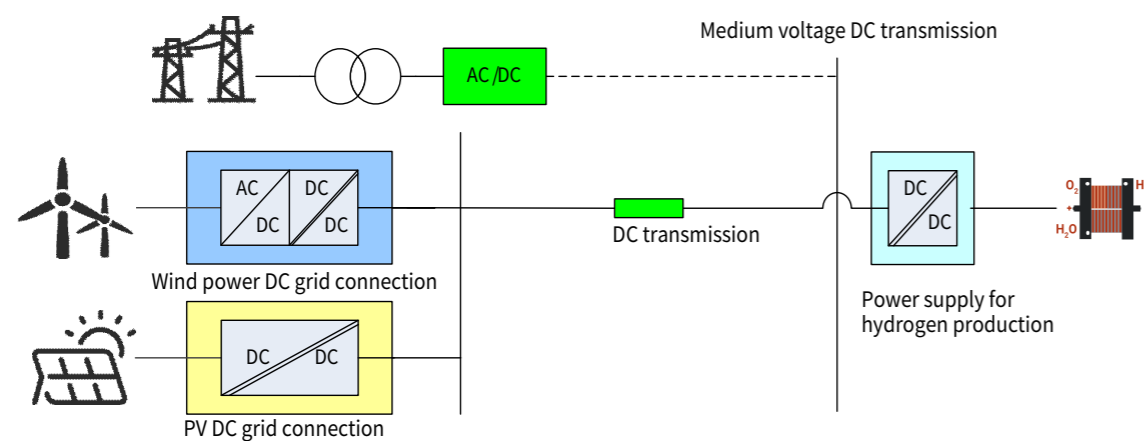 Medium voltage DC transmission
AC/DC
AC
DC
DC
DC
Wind power DC grid connection
DC transmission
DC
DC
O₂
H
+
H₂O
Power supply for
hydrogen production
DC
DC
PV DC grid connection